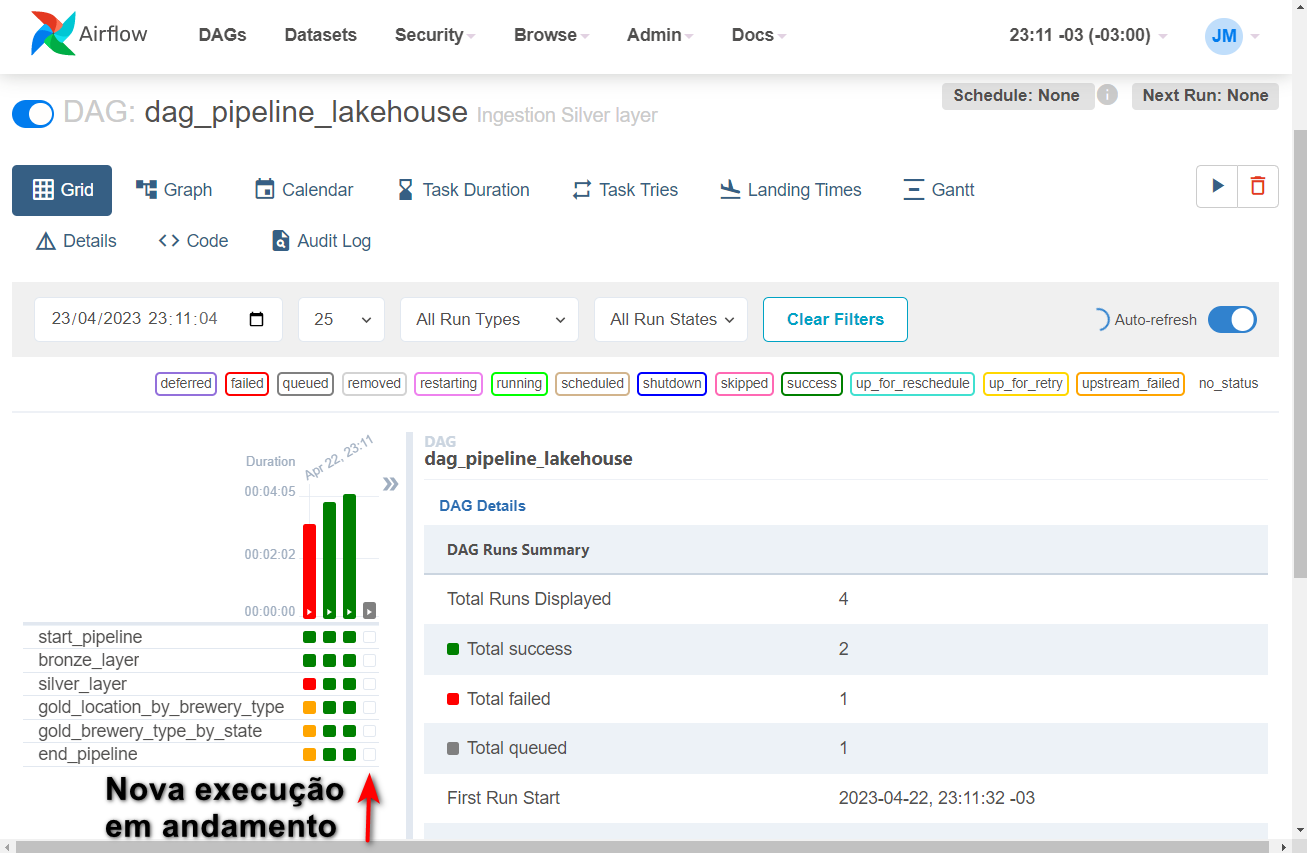 Airflow DAGs Datasets Security Browse Admin Docs 23:11 -03 (-03:00) JM
Schedule: None i Next Run: None
DAG: dag_pipeline_lakehouse Ingestion Silver layer
Grid Graph Calendar Task Duration Task Tries Landing Times Gantt
Details Code Audit Log
23/04/2023 23:11:04 25 All Run Types All Run States Clear Filters Auto-refresh
deferred failed queued removed restarting running scheduled shutdown skipped success up_for_reschedule up_for_retry upstream_failed no_status
Duration
Apr 22, 23:11
00:04:05
00:02:02
00:00:00
start_pipeline
bronze_layer
silver_layer
gold_location_by_brewery_type
gold_brewery_type_by_state
end_pipeline
Nova execução
em andamento
DAG
dag_pipeline_lakehouse
DAG Details
DAG Runs Summary
Total Runs Displayed 4
Total success 2
Total failed 1
Total queued 1
First Run Start 2023-04-22, 23:11:32 -03